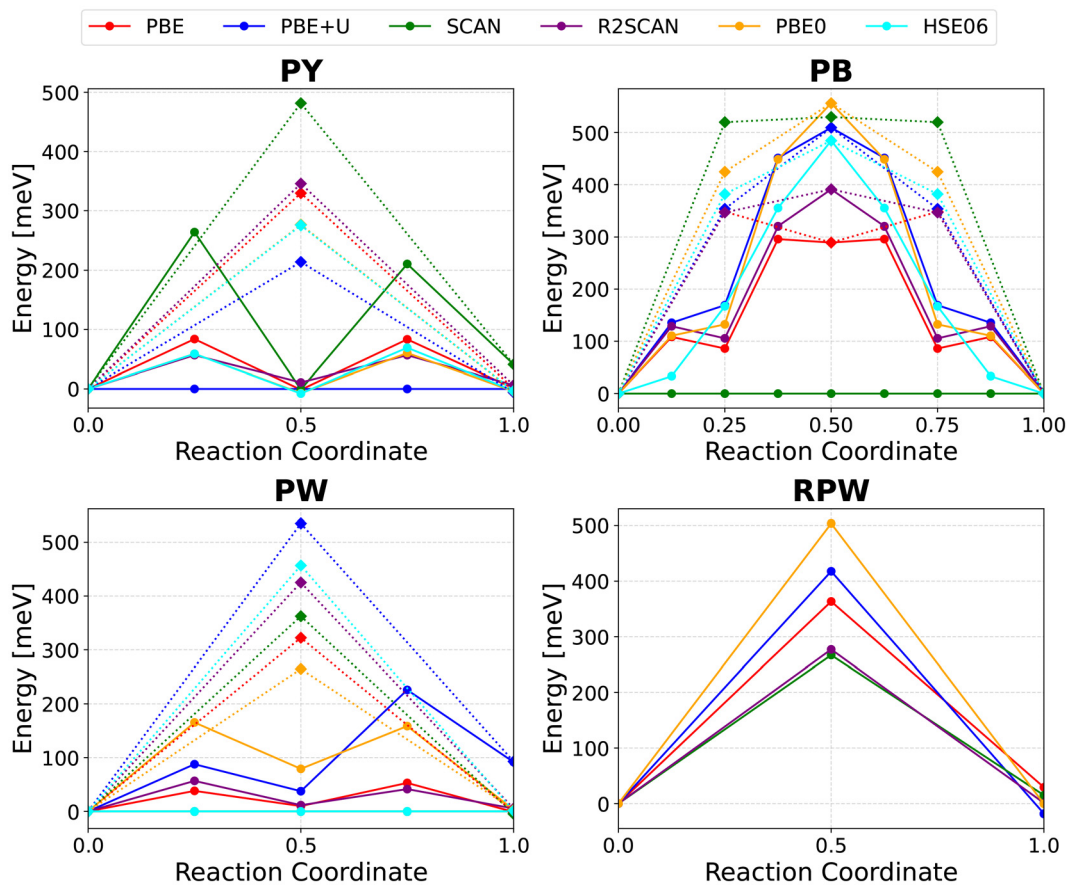 PBE PBE+U SCAN R2SCAN PBE0 HSE06
PY
Energy [meV]
500
400
300
200
100
0
0.0 0.5 1.0
Reaction Coordinate
PB
Energy [meV]
500
400
300
200
100
0
0.00 0.25 0.50 0.75 1.00
Reaction Coordinate
PW
Energy [meV]
500
400
300
200
100
0
0.0 0.5 1.0
Reaction Coordinate
RPW
Energy [meV]
500
400
300
200
100
0
0.0 0.5 1.0
Reaction Coordinate